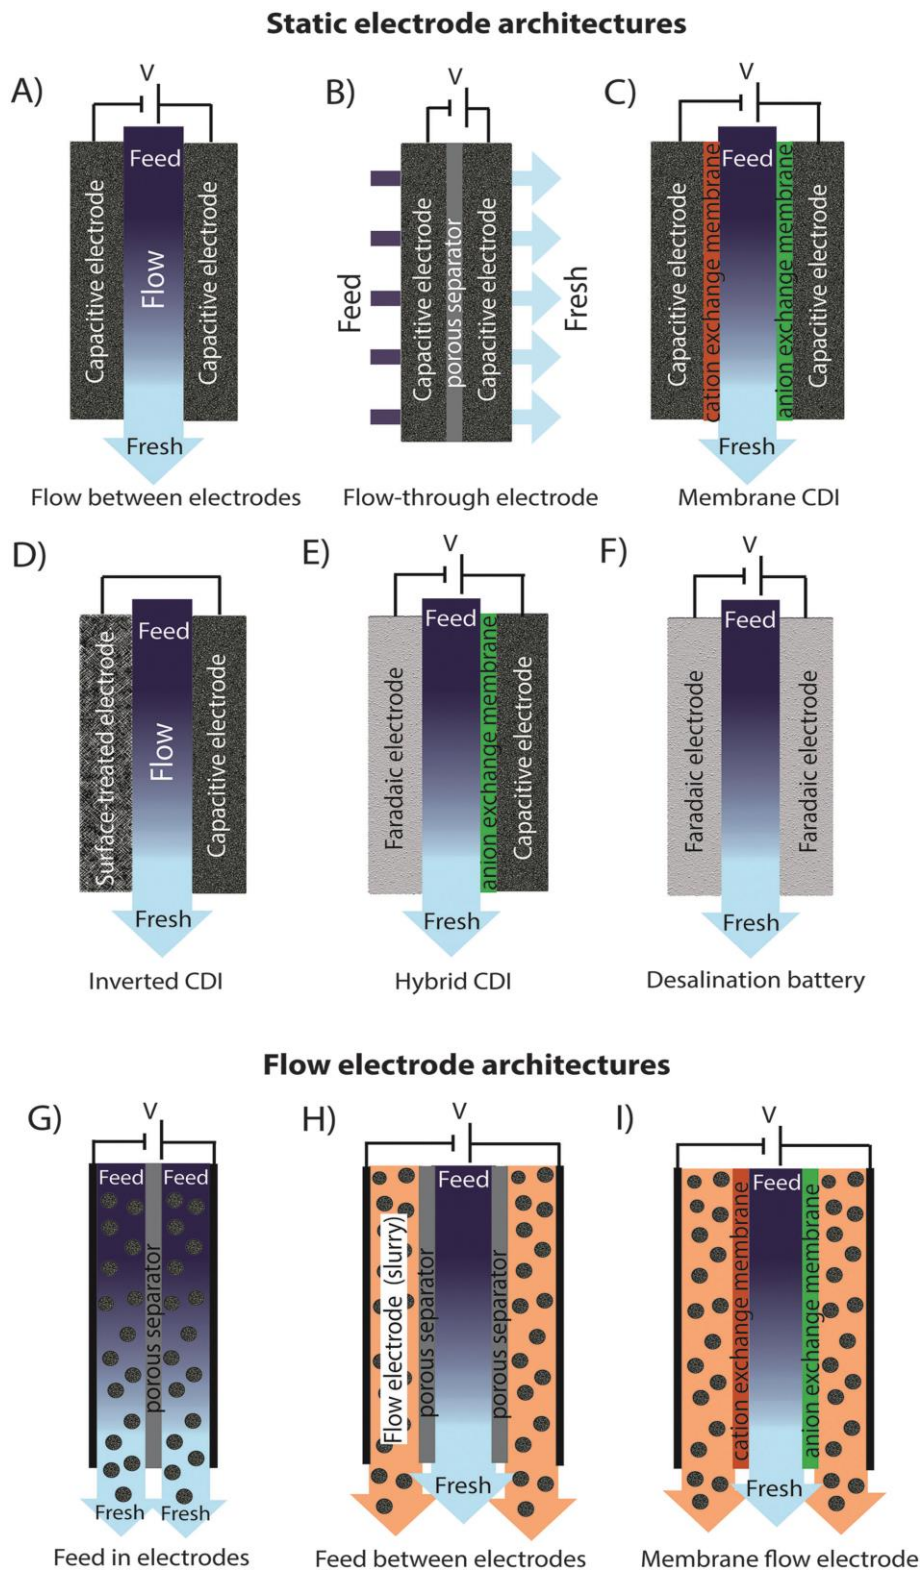 Static electrode architectures
A)
V
Feed
Capacitive electrode
Flow
Capacitive electrode
Fresh
Flow between electrodes
B)
V
Feed
Capacitive electrode
porous separator
Capacitive electrode
Fresh
Flow-through electrode
C)
V
Feed
Capacitive electrode
cation exchange membrane
anion exchange membrane
Capacitive electrode
Fresh
Membrane CDI
D)
Feed
Surface-treated electrode
Flow
Capacitive electrode
Fresh
Inverted CDI
E)
V
Feed
Faradaic electrode
anion exchange membrane
Capacitive electrode
Fresh
Hybrid CDI
F)
V
Feed
Faradaic electrode
Faradaic electrode
Fresh
Desalination battery
Flow electrode architectures
G)
V
Feed
Feed
porous separator
Fresh
Fresh
Feed in electrodes
H)
V
Feed
Flow electrode (slurry)
porous separator
porous separator
Fresh
Feed between electrodes
I)
V
Feed
cation exchange membrane
anion exchange membrane
Fresh
Membrane flow electrode